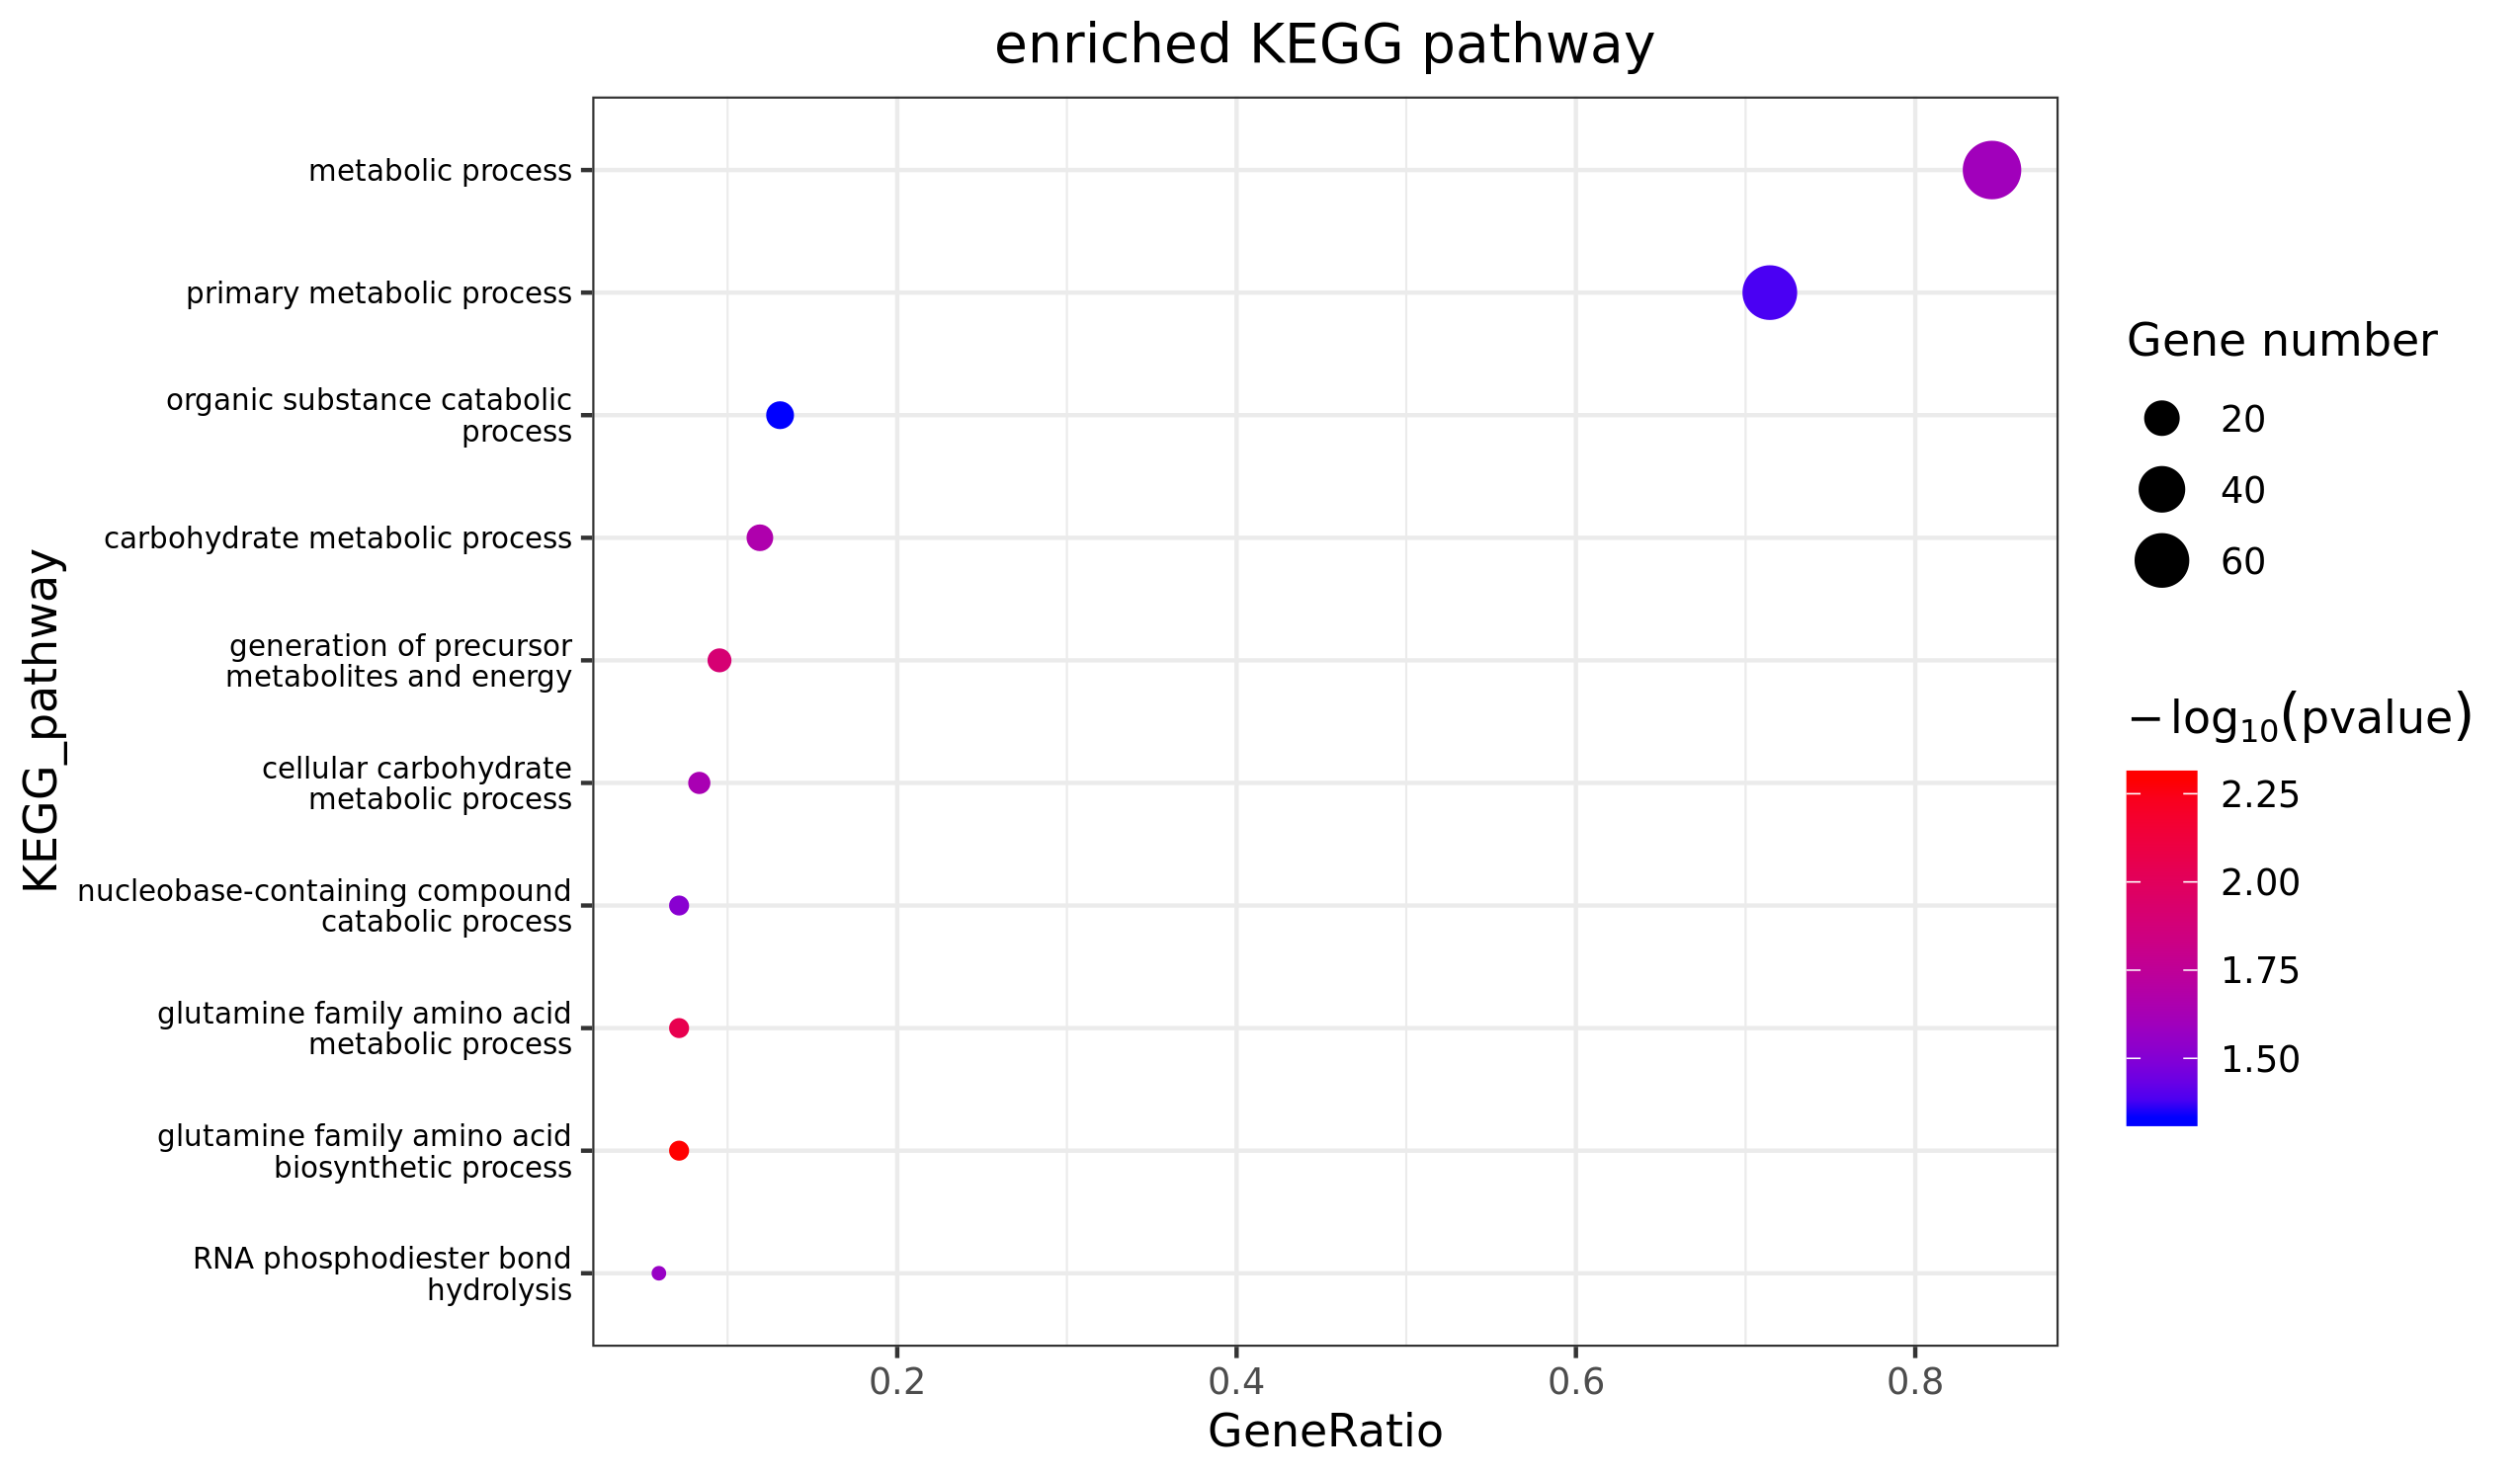 enriched KEGG pathway
KEGG_pathway
metabolic process
primary metabolic process
organic substance catabolic
process
carbohydrate metabolic process
generation of precursor
metabolites and energy
cellular carbohydrate
metabolic process
nucleobase-containing compound
catabolic process
glutamine family amino acid
metabolic process
glutamine family amino acid
biosynthetic process
RNA phosphodiester bond
hydrolysis
0.2 0.4 0.6 0.8
GeneRatio
Gene number
20
40
60
−log₁₀(pvalue)
2.25
2.00
1.75
1.50